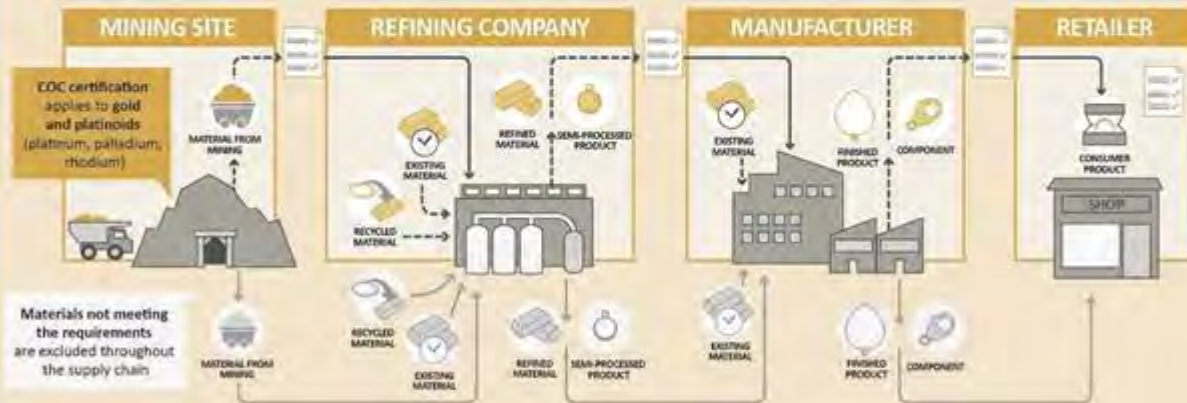 MINING SITE
REFINING COMPANY
MANUFACTURER
RETAILER
COC certification
applies to gold
and platinoids
(platinum, palladium,
rhodium)
MATERIAL FROM
MINING
EXISTING
MATERIAL
RECYCLED
MATERIAL
REFINED
MATERIAL
SEMI-PROCESSED
PRODUCT
EXISTING
MATERIAL
FINISHED
PRODUCT
COMPONENT
CONSUMER
PRODUCT
SHOP
Materials not meeting
the requirements
are excluded throughout
the supply chain
MATERIAL FROM
MINING
RECYCLED
MATERIAL
EXISTING
MATERIAL
REFINED
MATERIAL
SEMI-PROCESSED
PRODUCT
EXISTING
MATERIAL
FINISHED
PRODUCT
COMPONENT